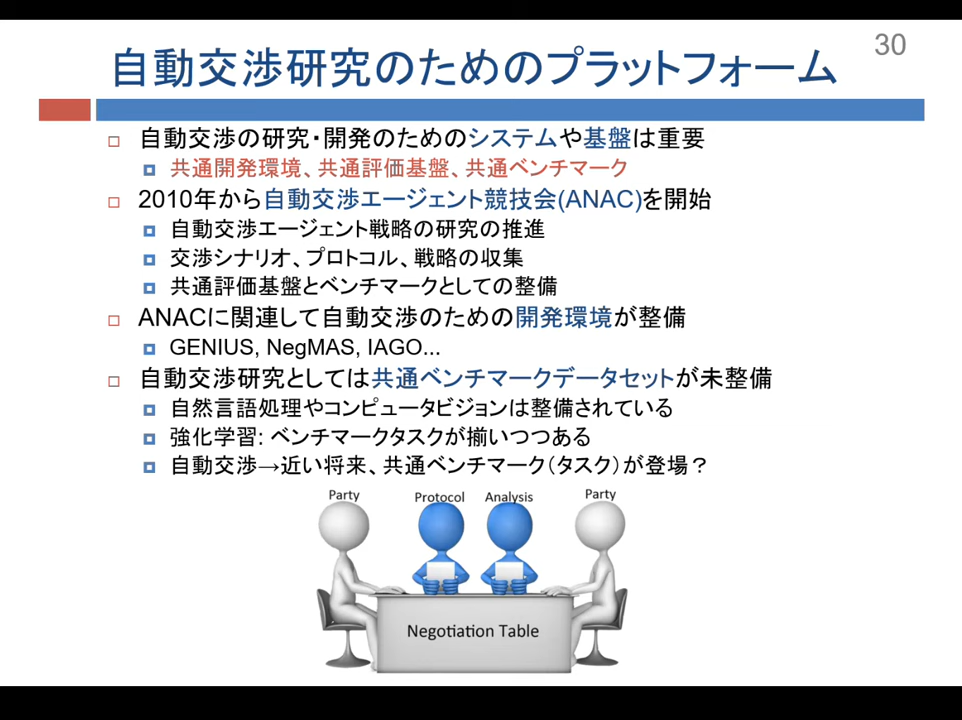 30
自動交渉研究のためのプラットフォーム
自動交渉の研究・開発のためのシステムや基盤は重要
共通開発環境、共通評価基盤、共通ベンチマーク
2010年から自動交渉エージェント競技会(ANAC)を開始
自動交渉エージェント戦略の研究の推進
交渉シナリオ、プロトコル、戦略の収集
共通評価基盤とベンチマークとしての整備
ANACに関連して自動交渉のための開発環境が整備
GENIUS, NegMAS, IAGO...
自動交渉研究としては共通ベンチマークデータセットが未整備
自然言語処理やコンピュータビジョンは整備されている
強化学習: ベンチマークタスクが揃いつつある
自動交渉→近い将来、共通ベンチマーク(タスク)が登場?
Party Protocol Analysis Party
Negotiation Table